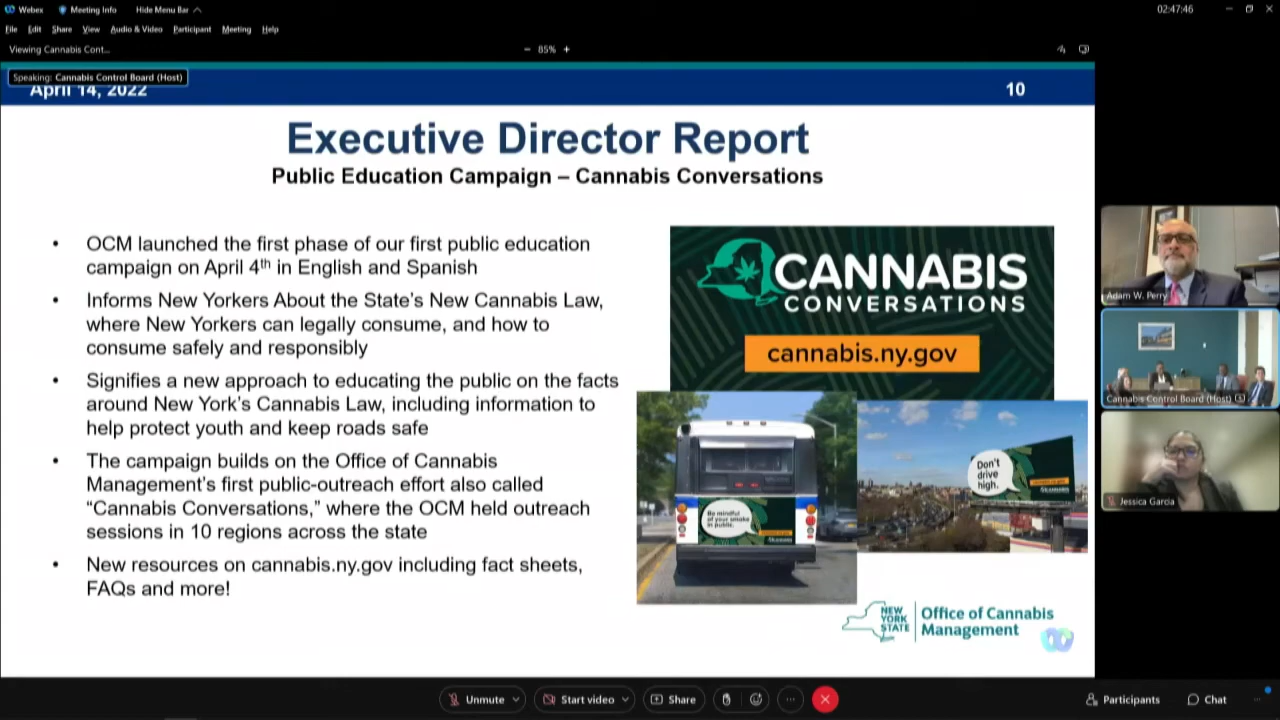 Webex
Meeting Info
Hide Menu Bar
02:47:46
File Edit Share View Audio & Video Participant Meeting Help
Viewing Cannabis Cont...
85%
Speaking: Cannabis Control Board (Host)
April 14, 2022
10
Executive Director Report
Public Education Campaign – Cannabis Conversations
• OCM launched the first phase of our first public education
campaign on April 4th in English and Spanish
• Informs New Yorkers About the State's New Cannabis Law,
where New Yorkers can legally consume, and how to
consume safely and responsibly
• Signifies a new approach to educating the public on the facts
around New York's Cannabis Law, including information to
help protect youth and keep roads safe
• The campaign builds on the Office of Cannabis
Management's first public-outreach effort also called
“Cannabis Conversations,” where the OCM held outreach
sessions in 10 regions across the state
• New resources on cannabis.ny.gov including fact sheets,
FAQs and more!
CANNABIS
CONVERSATIONS
cannabis.ny.gov
Be mindful
of your smoke
in public.
Don't
drive
high.
NEW
YORK
STATE
Office of Cannabis
Management
Adam W. Perry
Cannabis Control Board (Host)
Jessica Garcia
Unmute
Start video
Share
Participants
Chat